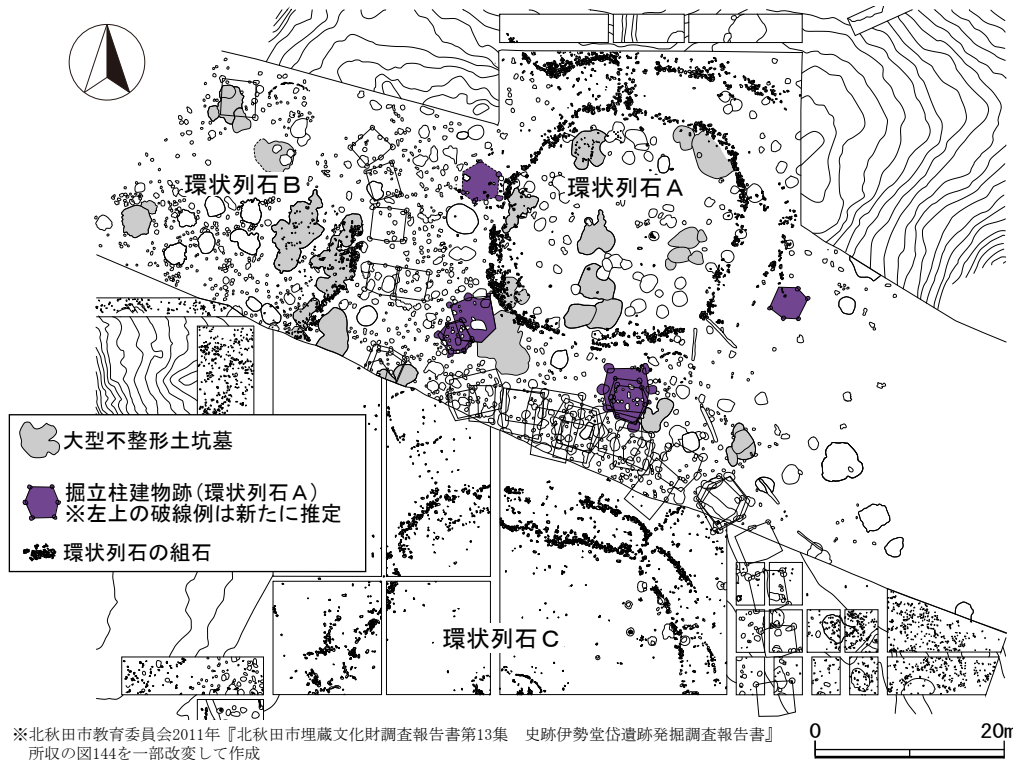 環状列石B
環状列石A
大型不整形土坑墓
掘立柱建物跡(環状列石A)
※左上の破線例は新たに推定
環状列石の組石
環状列石C
※北秋田市教育委員会2011年『北秋田市埋蔵文化財調査報告書第13集　史跡伊勢堂岱遺跡発掘調査報告書』
所収の図144を一部改変して作成
0 20m